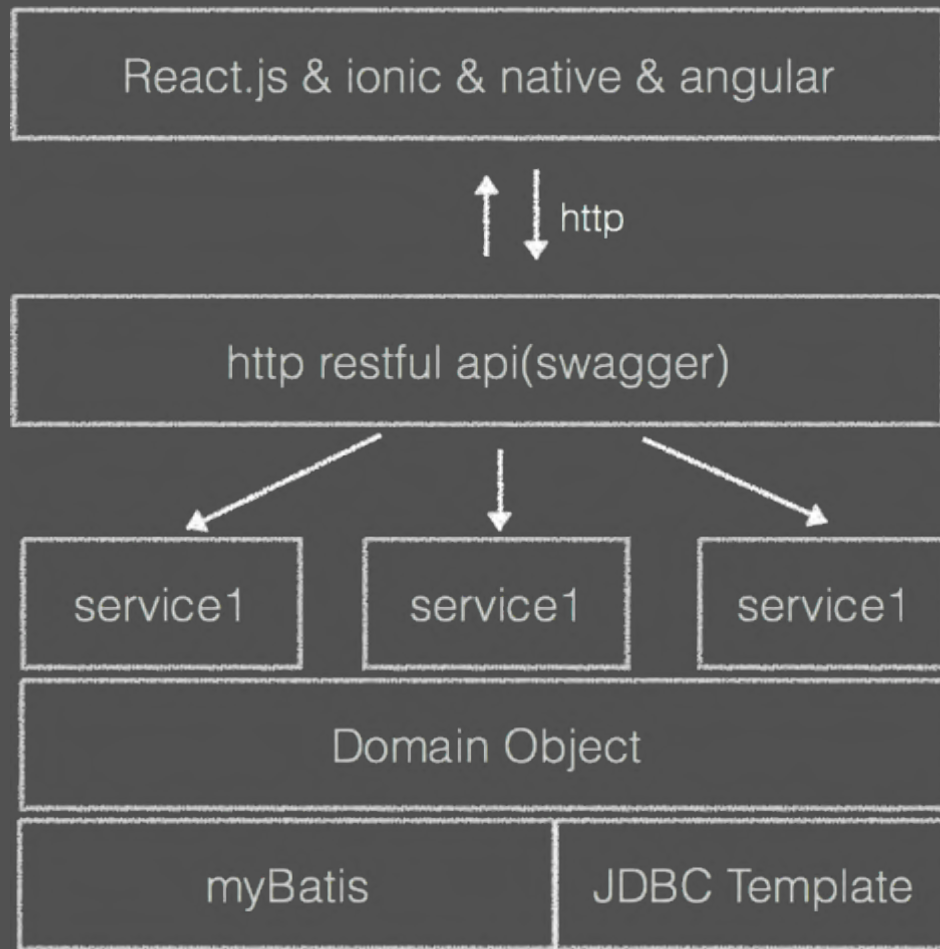 React.js & ionic & native & angular
http
http restful api(swagger)
service1
service1
service1
Domain Object
myBatis
JDBC Template